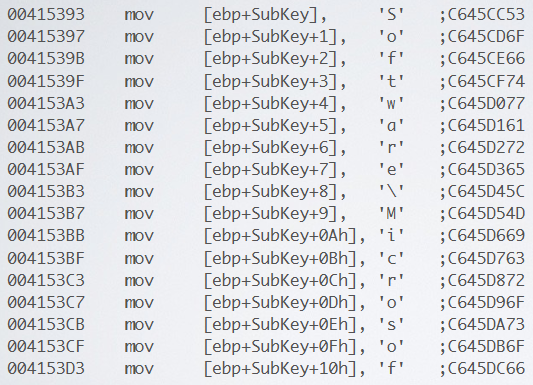 00415393 mov [ebp+SubKey], 'S' ;C645CC53
00415397 mov [ebp+SubKey+1], 'o' ;C645CD6F
0041539B mov [ebp+SubKey+2], 'f' ;C645CE66
0041539F mov [ebp+SubKey+3], 't' ;C645CF74
004153A3 mov [ebp+SubKey+4], 'w' ;C645D077
004153A7 mov [ebp+SubKey+5], 'a' ;C645D161
004153AB mov [ebp+SubKey+6], 'r' ;C645D272
004153AF mov [ebp+SubKey+7], 'e' ;C645D365
004153B3 mov [ebp+SubKey+8], '\' ;C645D45C
004153B7 mov [ebp+SubKey+9], 'M' ;C645D54D
004153BB mov [ebp+SubKey+0Ah], 'i' ;C645D669
004153BF mov [ebp+SubKey+0Bh], 'c' ;C645D763
004153C3 mov [ebp+SubKey+0Ch], 'r' ;C645D872
004153C7 mov [ebp+SubKey+0Dh], 'o' ;C645D96F
004153CB mov [ebp+SubKey+0Eh], 's' ;C645DA73
004153CF mov [ebp+SubKey+0Fh], 'o' ;C645DB6F
004153D3 mov [ebp+SubKey+10h], 'f' ;C645DC66